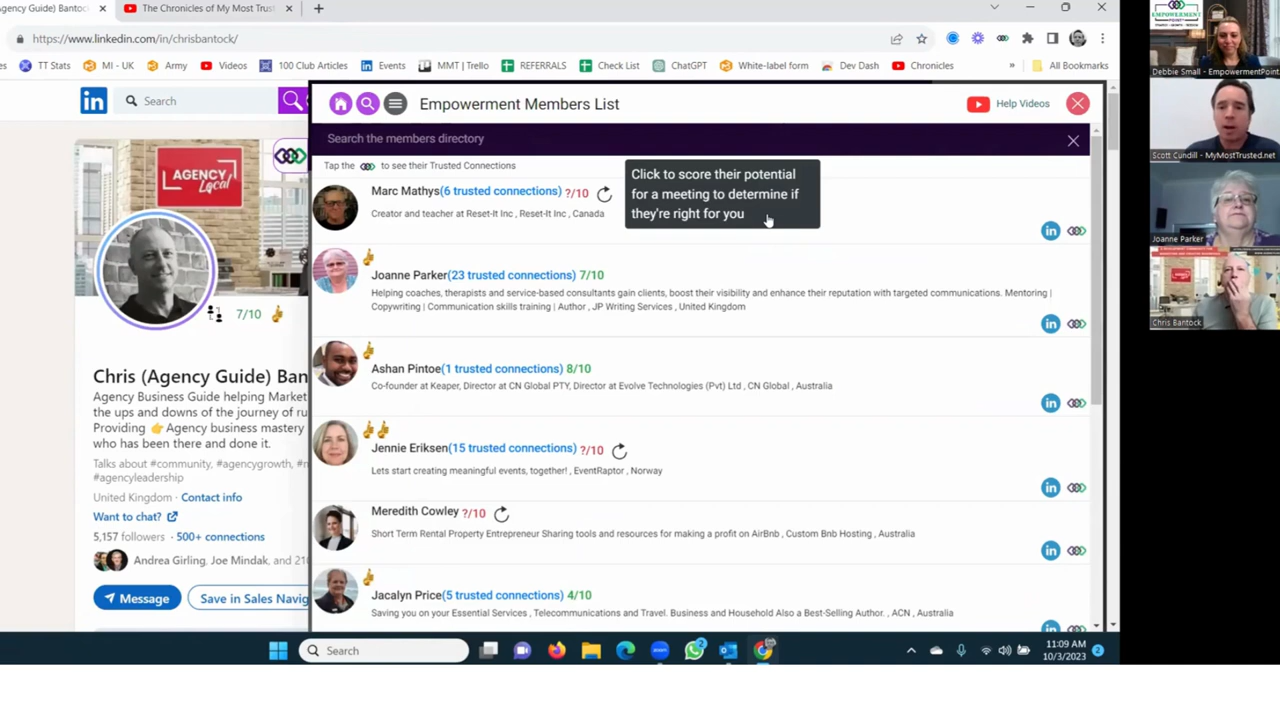 Agency Guide) Bantock
The Chronicles of My Most Trust
https://www.linkedin.com/in/chrisbantock/
es
TT Stats
MI - UK
Army
Videos
100 Club Articles
Events
MMT | Trello
REFERRALS
Check List
ChatGPT
White-label form
Dev Dash
Chronicles
»
All Bookmarks
in
Search
Empowerment Members List
Help Videos
Search the members directory
Tap the to see their Trusted Connections
Marc Mathys(6 trusted connections) ?/10
Creator and teacher at Reset-It Inc , Reset-It Inc , Canada
Click to score their potential
for a meeting to determine if
they're right for you
in
Joanne Parker(23 trusted connections) 7/10
Helping coaches, therapists and service-based consultants gain clients, boost their visibility and enhance their reputation with targeted communications. Mentoring |
Copywriting | Communication skills training | Author , JP Writing Services , United Kingdom
in
Ashan Pintoe(1 trusted connections) 8/10
Co-founder at Keaper, Director at CN Global PTY, Director at Evolve Technologies (Pvt) Ltd , CN Global , Australia
in
Jennie Eriksen(15 trusted connections) ?/10
Lets start creating meaningful events, together! , EventRaptor , Norway
in
Meredith Cowley ?/10
Short Term Rental Property Entrepreneur Sharing tools and resources for making a profit on AirBnb , Custom Bnb Hosting , Australia
in
Jacalyn Price(5 trusted connections) 4/10
Saving you on your Essential Services , Telecommunications and Travel. Business and Household Also a Best-Selling Author. , ACN , Australia
in
AGENCY
Local
7/10
Chris (Agency Guide) Ban
Agency Business Guide helping Market
the ups and downs of the journey of ru
Providing 👉 Agency business mastery
who has been there and done it.
Talks about #community, #agencygrowth, #n
#agencyleadership
United Kingdom · Contact info
Want to chat?
5,157 followers · 500+ connections
Andrea Girling, Joe Mindak, and 21
Message
Save in Sales Navig
Search
2
11:09 AM
10/3/2023
2
EMPOWERMENT
Debbie Small - EmpowermentPoin
Scott Cundill - MyMostTrusted.net
Joanne Parker
Chris Bantock